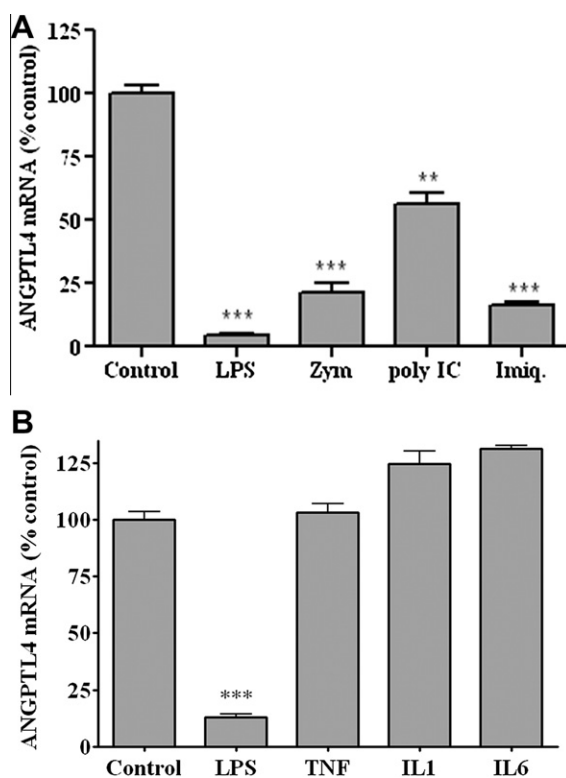 A
ANGPTL4 mRNA (% control)
125
100
75
50
25
0
***
***
**
***
Control LPS Zym poly IC Imiq.
B
ANGPTL4 mRNA (% control)
125
100
75
50
25
0
***
Control LPS TNF IL1 IL6